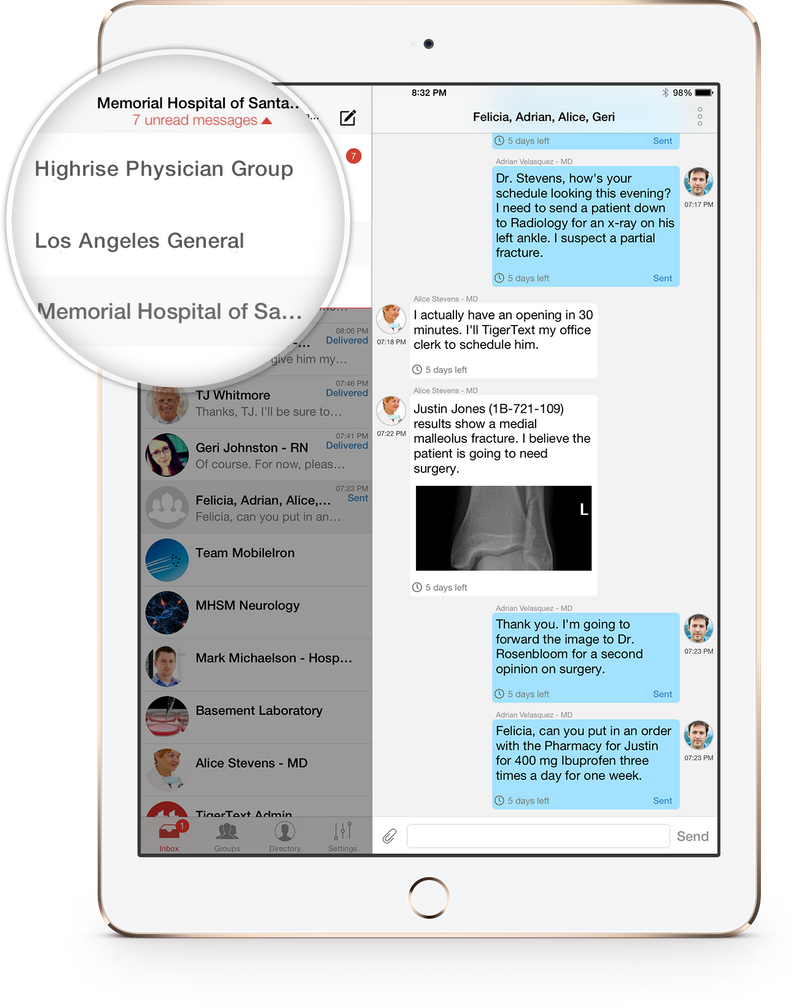 Memorial Hospital of Santa...
7 unread messages
Highrise Physician Group
7
Los Angeles General
Memorial Hospital of Sa...
08:06 PM
Delivered
give him my...
07:46 PM
TJ Whitmore
Delivered
Thanks, TJ. I'll be sure to...
07:41 PM
Geri Johnston - RN
Delivered
Of course. For now, pleas...
07:23 PM
Felicia, Adrian, Alice,...
Sent
Felicia, can you put in an...
Team MobileIron
MHSM Neurology
Mark Michaelson - Hosp...
Basement Laboratory
Alice Stevens - MD
TigerText Admin
1
Inbox
Groups
Directory
Settings
8:32 PM
98%
Felicia, Adrian, Alice, Geri
5 days left
Sent
Adrian Velasquez - MD
Dr. Stevens, how's your
schedule looking this evening?
I need to send a patient down
to Radiology for an x-ray on his
left ankle. I suspect a partial
fracture.
07:17 PM
5 days left
Sent
Alice Stevens - MD
I actually have an opening in 30
minutes. I'll TigerText my office
clerk to schedule him.
07:18 PM
5 days left
Alice Stevens - MD
Justin Jones (1B-721-109)
results show a medial
malleolus fracture. I believe the
patient is going to need
surgery.
07:22 PM
L
5 days left
Adrian Velasquez - MD
Thank you. I'm going to
forward the image to Dr.
Rosenbloom for a second
opinion on surgery.
07:23 PM
5 days left
Sent
Adrian Velasquez - MD
Felicia, can you put in an order
with the Pharmacy for Justin
for 400 mg Ibuprofen three
times a day for one week.
07:23 PM
5 days left
Sent
Send